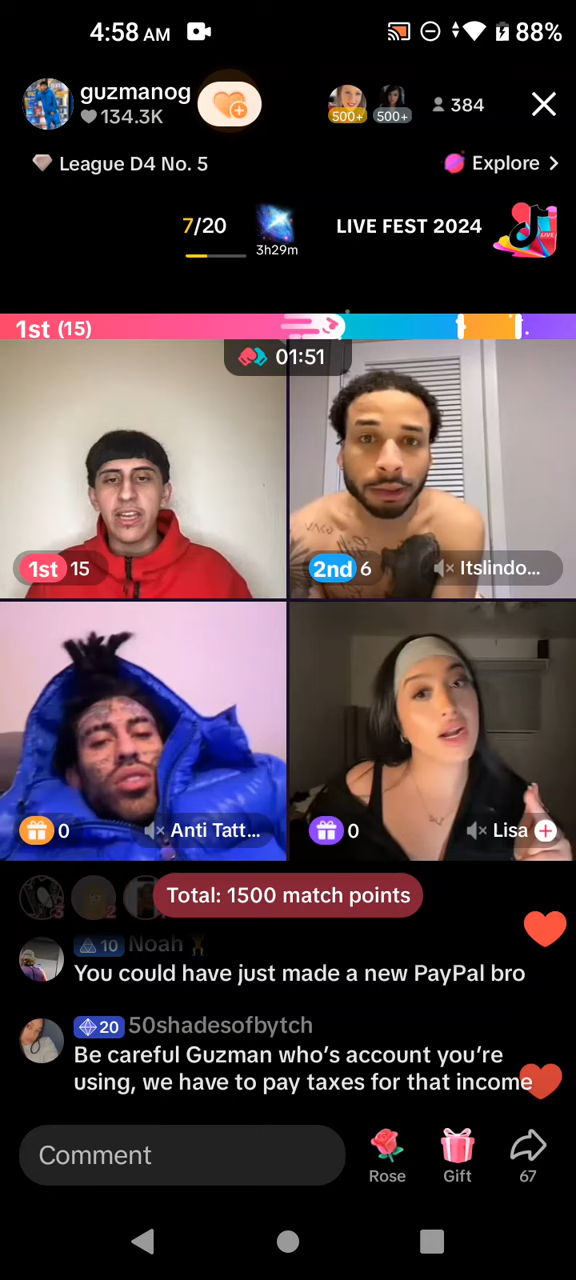 4:58 AM 88%
guzmanog
134.3K
500+ 500+ 384
League D4 No. 5 Explore >
7/20 LIVE FEST 2024
LIVE
3h29m
1st (15)
01:51
1st 15
2nd 6 Itslindo...
0 Anti Tatt...
0 Lisa +
3 2 Total: 1500 match points
10 Noah
You could have just made a new PayPal bro
20 50shadesofbytch
Be careful Guzman who's account you're
using, we have to pay taxes for that income
Comment
Rose Gift 67